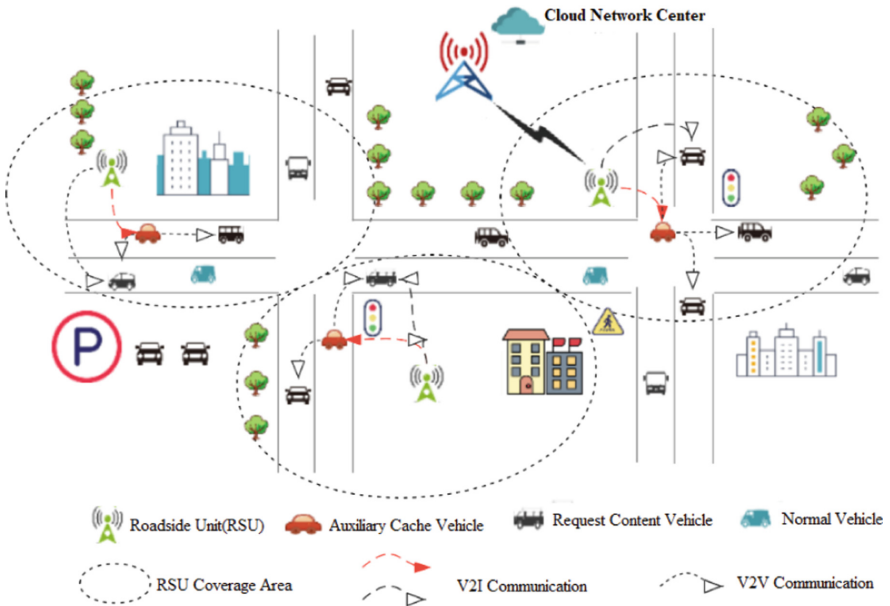 Cloud Network Center
P
Roadside Unit(RSU)
Auxiliary Cache Vehicle
Request Content Vehicle
Normal Vehicle
RSU Coverage Area
V2I Communication
V2V Communication